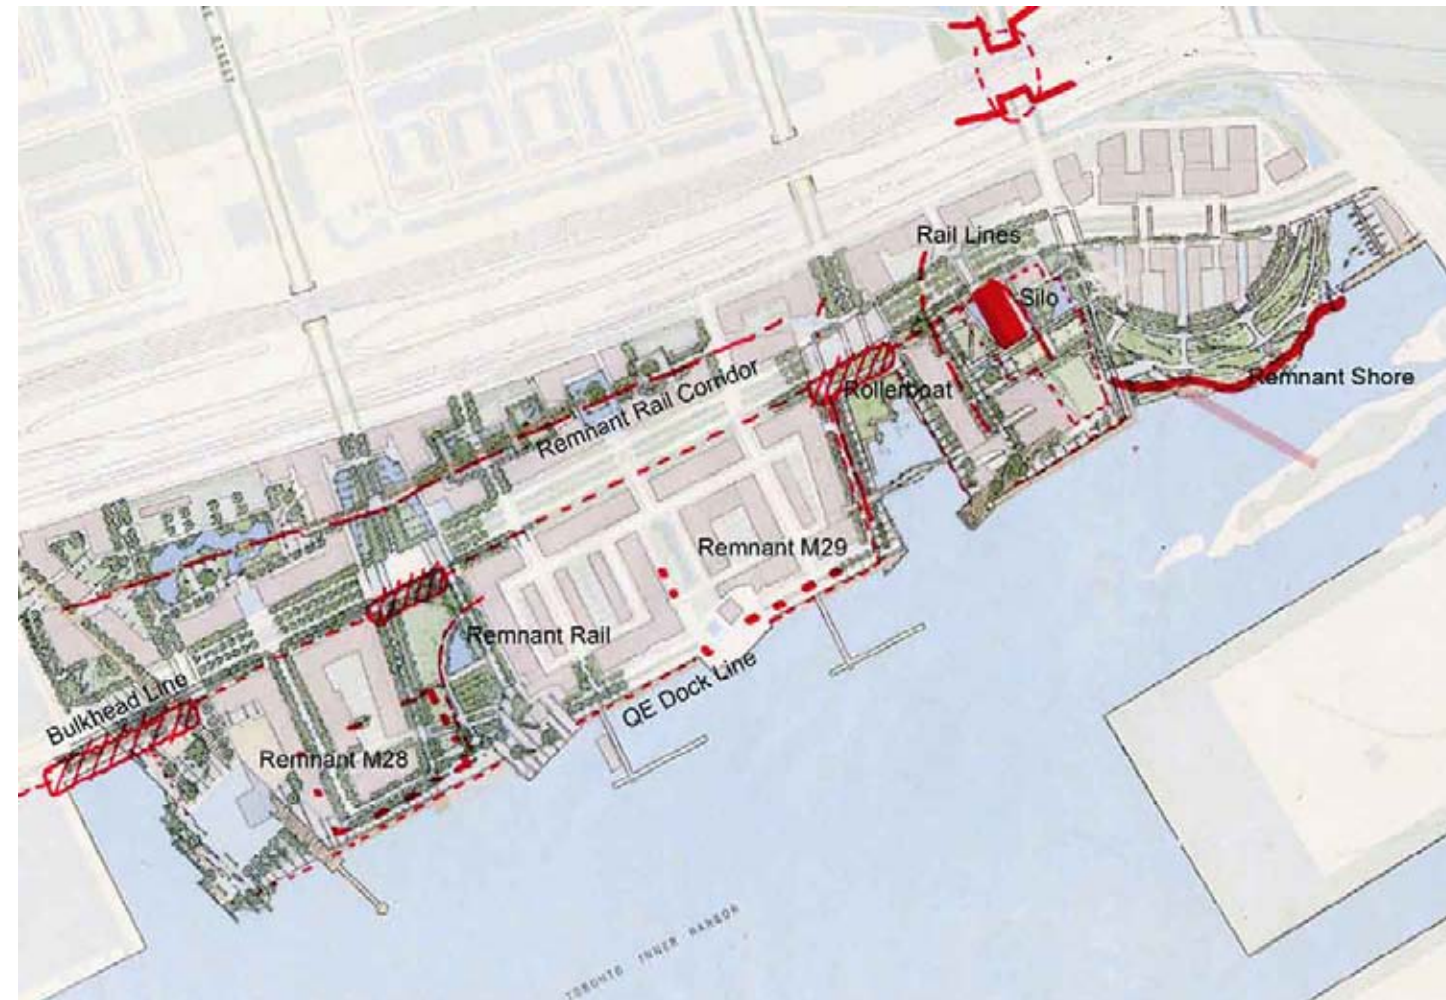 Rail Lines
Silo
Remnant Shore
Rollerboat
Remnant Rail Corridor
Remnant M29
Remnant Rail
QE Dock Line
Bulkhead Line
Remnant M28
TORONTO INNER HARBOR